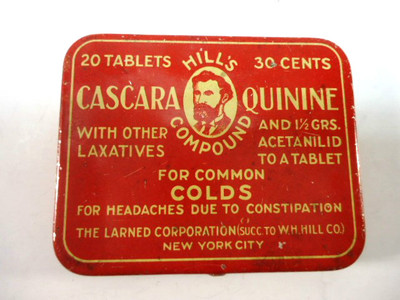 20 TABLETS HILL'S 30 CENTS
CASCARA QUININE
COMPOUND
WITH OTHER AND 1½ GRS.
LAXATIVES ACETANILID
TO A TABLET
FOR COMMON
COLDS
FOR HEADACHES DUE TO CONSTIPATION
THE LARNED CORPORATION (SUCC. TO W.H. HILL CO.)
NEW YORK CITY